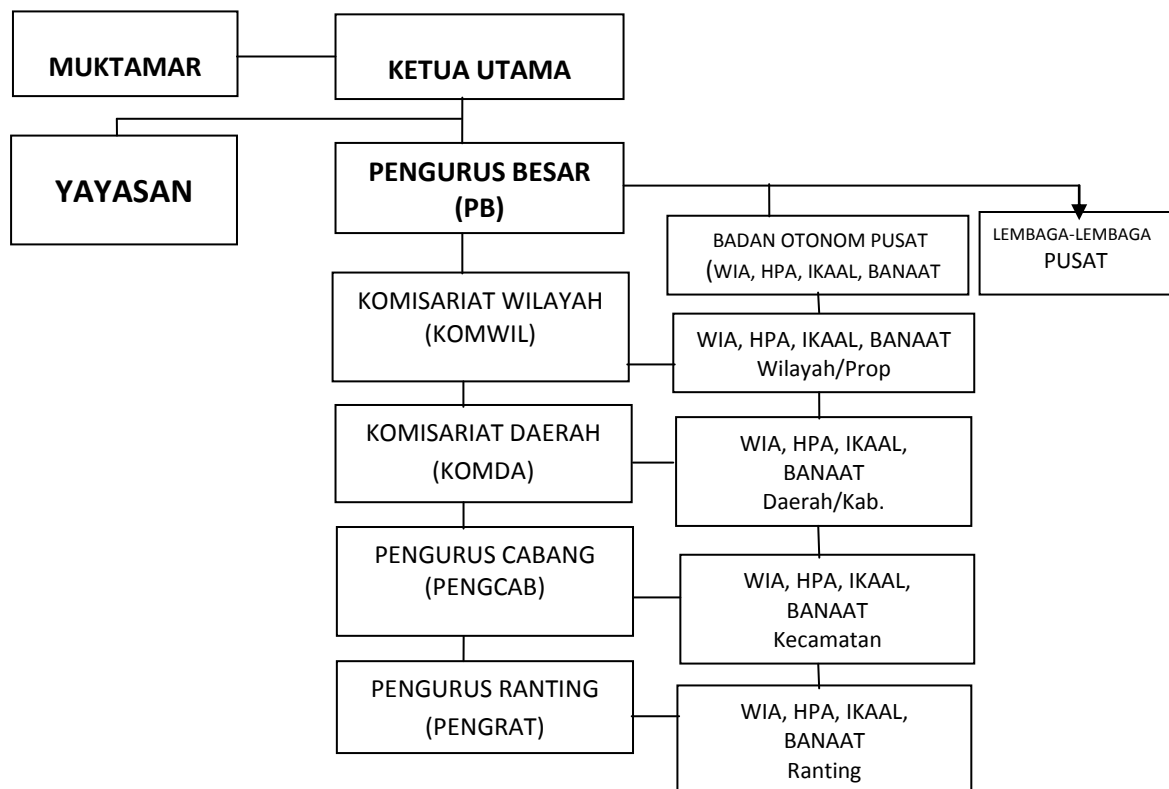 MUKTAMAR
KETUA UTAMA
YAYASAN
PENGURUS BESAR
(PB)
BADAN OTONOM PUSAT
(WIA, HPA, IKAAL, BANAAT
LEMBAGA-LEMBAGA
PUSAT
KOMISARIAT WILAYAH
(KOMWIL)
WIA, HPA, IKAAL, BANAAT
Wilayah/Prop
KOMISARIAT DAERAH
(KOMDA)
WIA, HPA, IKAAL,
BANAAT
Daerah/Kab.
PENGURUS CABANG
(PENGCAB)
WIA, HPA, IKAAL,
BANAAT
Kecamatan
PENGURUS RANTING
(PENGRAT)
WIA, HPA, IKAAL,
BANAAT
Ranting